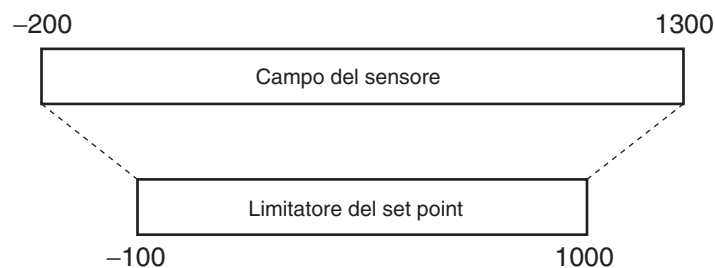 −200 1300
Campo del sensore
Limitatore del set point
−100 1000